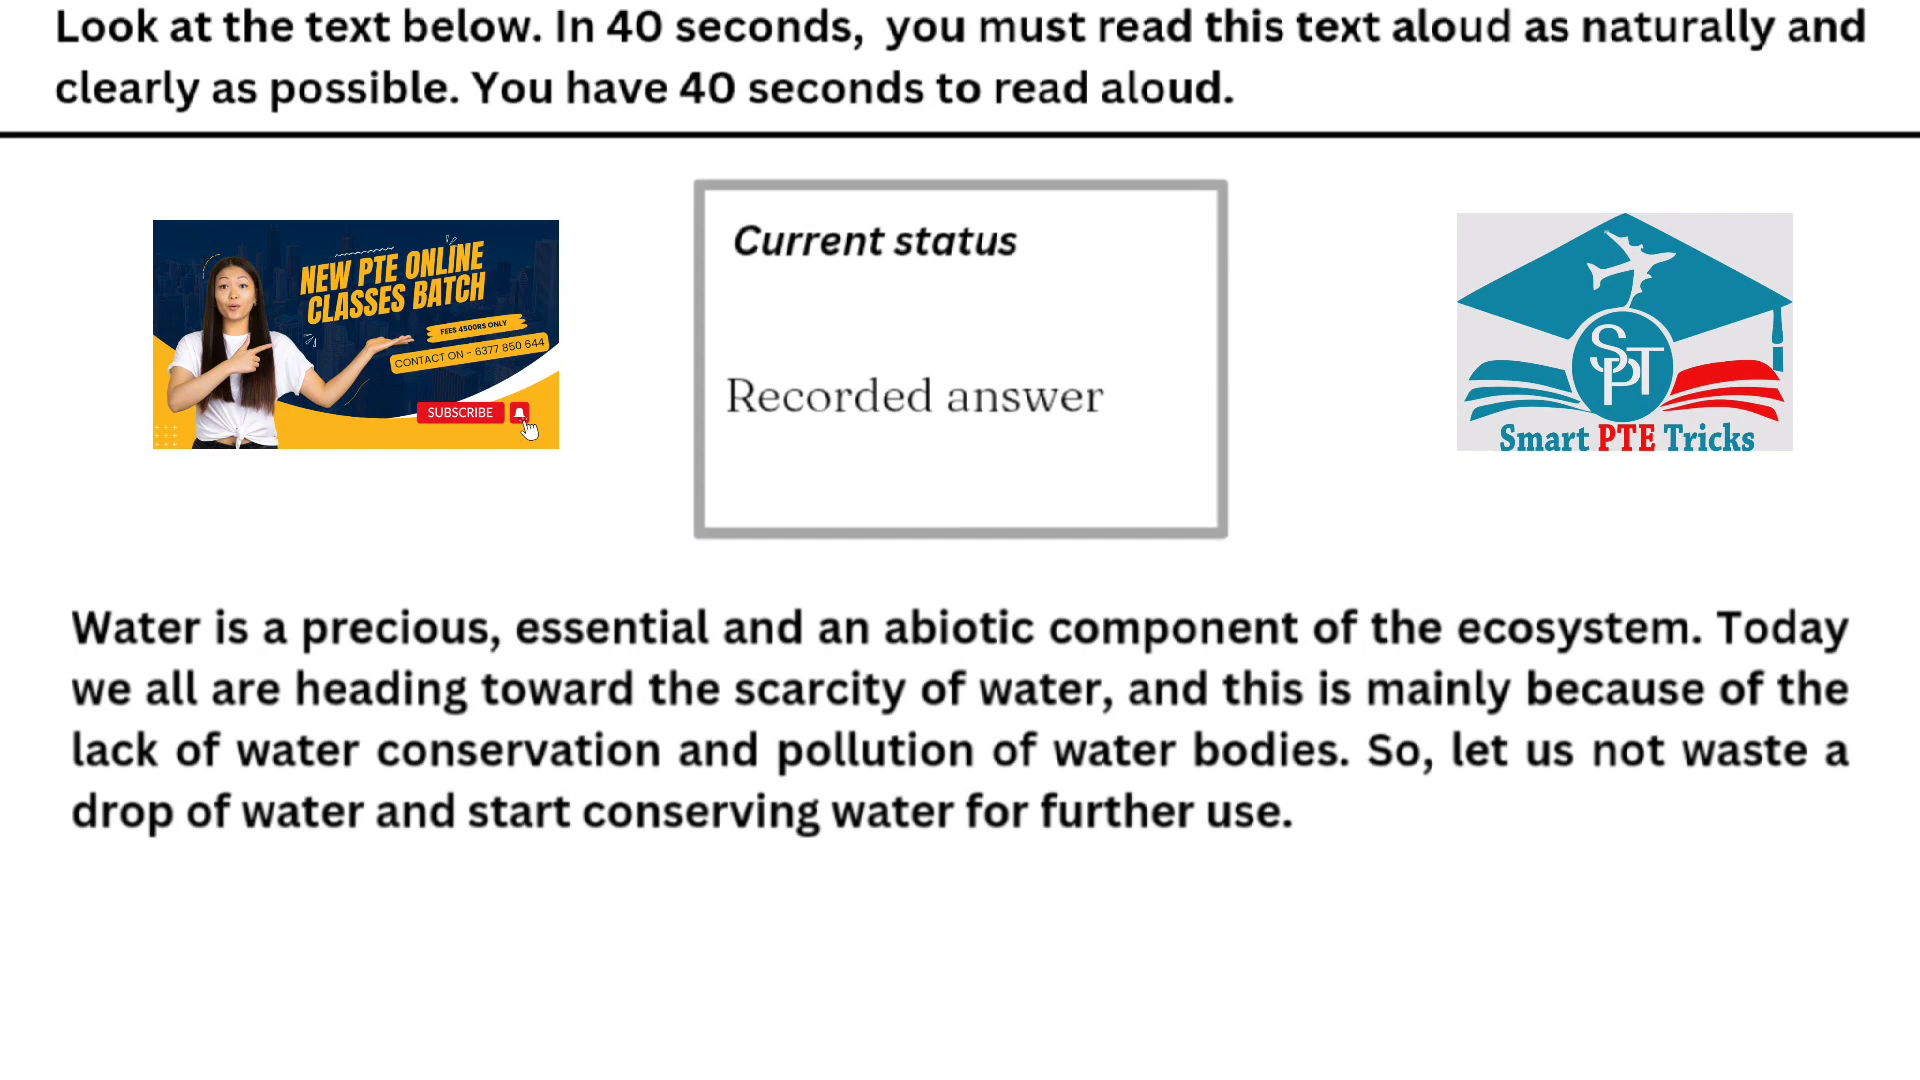 Look at the text below. In 40 seconds, you must read this text aloud as naturally and
clearly as possible. You have 40 seconds to read aloud.
NEW PTE ONLINE
CLASSES BATCH
FEES 4500RS ONLY
CONTACT ON - 6377 850 644
SUBSCRIBE
Current status
Recorded answer
SPT
Smart PTE Tricks
Water is a precious, essential and an abiotic component of the ecosystem. Today
we all are heading toward the scarcity of water, and this is mainly because of the
lack of water conservation and pollution of water bodies. So, let us not waste a
drop of water and start conserving water for further use.